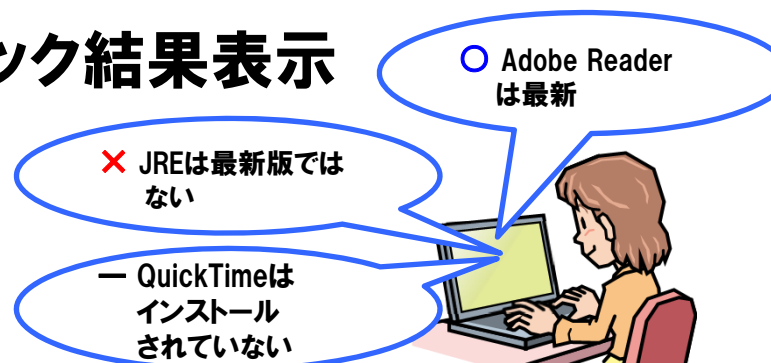 ック結果表示
○ Adobe Reader
は最新
× JREは最新版では
ない
ー QuickTimeは
インストール
されていない